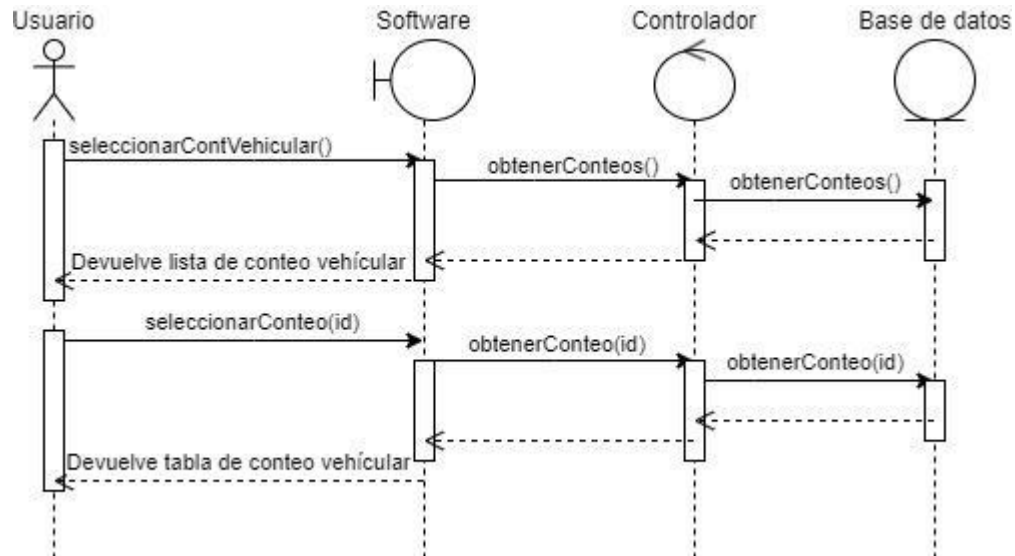 Usuario
Software
Controlador
Base de datos
seleccionarContVehicular()
obtenerConteos()
obtenerConteos()
Devuelve lista de conteo vehícular
seleccionarConteo(id)
obtenerConteo(id)
obtenerConteo(id)
Devuelve tabla de conteo vehícular